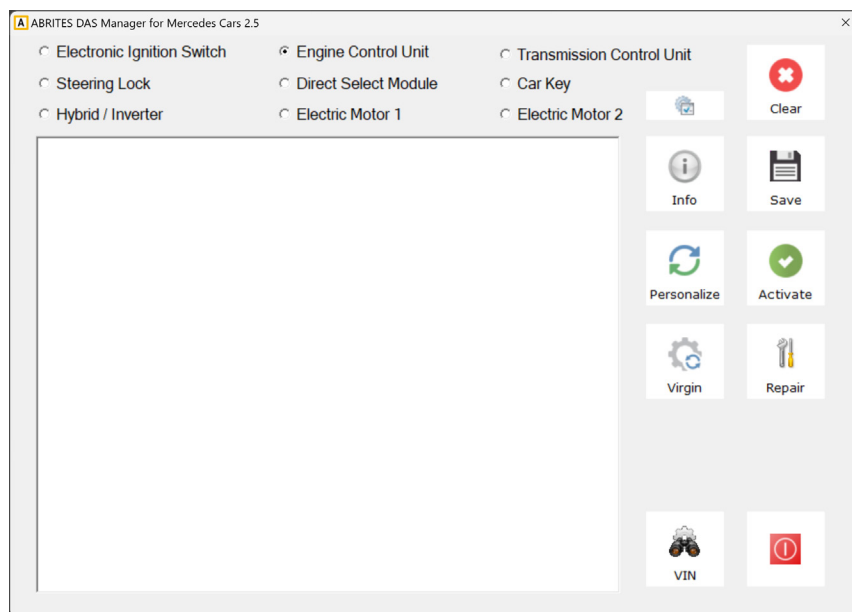 A ABRITES DAS Manager for Mercedes Cars 2.5
Electronic Ignition Switch Engine Control Unit Transmission Control Unit
Steering Lock Direct Select Module Car Key
Hybrid / Inverter Electric Motor 1 Electric Motor 2
Clear
Info Save
Personalize Activate
Virgin Repair
VIN